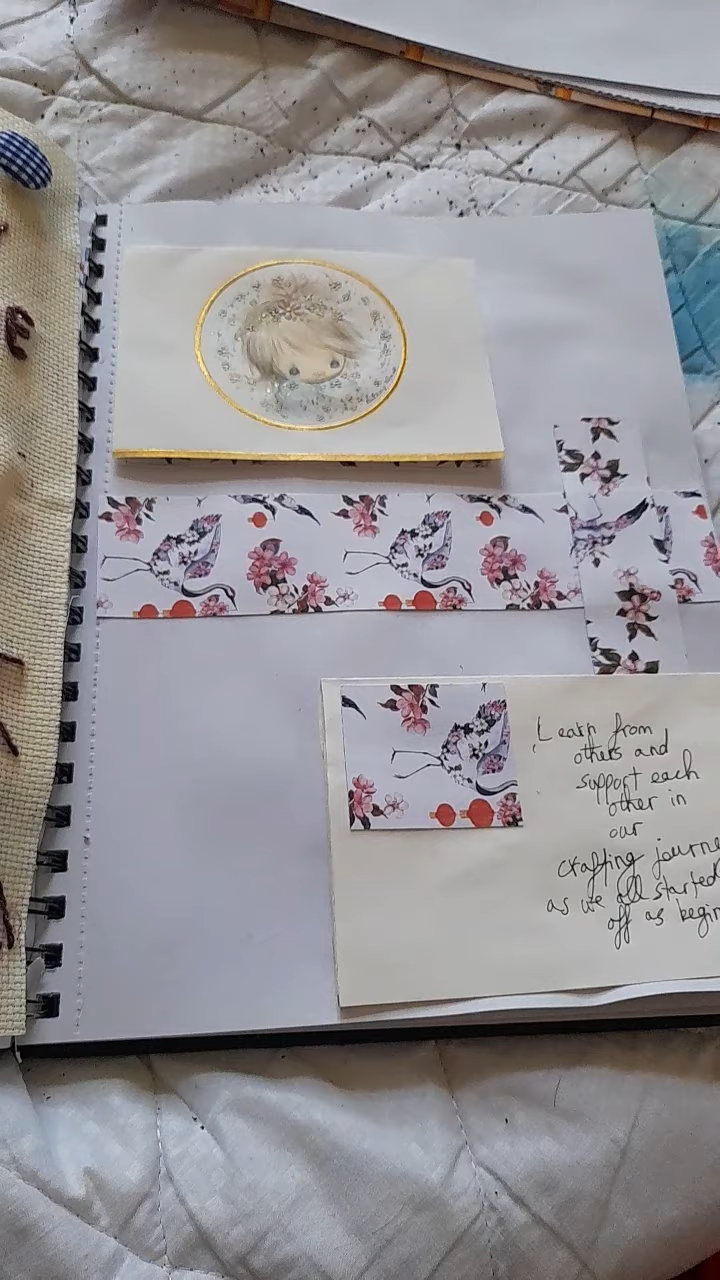 Learn from
others and
support each
other in
our
crafting journe
as we all started
off as begin